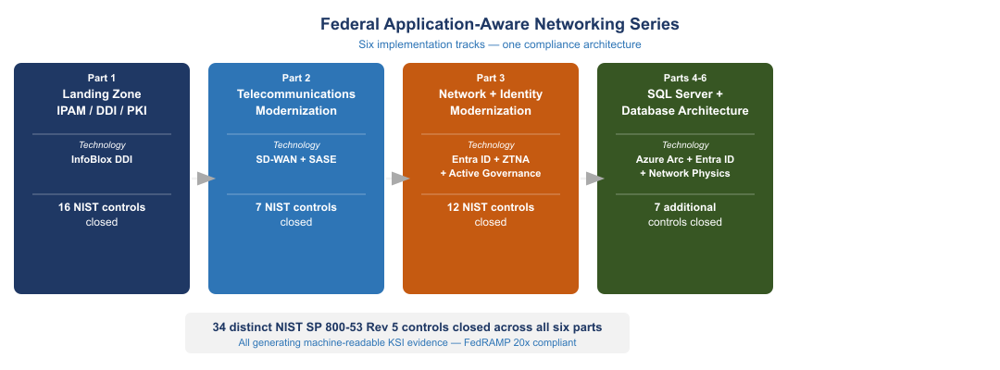 Federal Application-Aware Networking Series
Six implementation tracks — one compliance architecture
Part 1
Landing Zone
IPAM / DDI / PKI
Technology
InfoBlox DDI
16 NIST controls
closed
Part 2
Telecommunications
Modernization
Technology
SD-WAN + SASE
7 NIST controls
closed
Part 3
Network + Identity
Modernization
Technology
Entra ID + ZTNA
+ Active Governance
12 NIST controls
closed
Parts 4-6
SQL Server +
Database Architecture
Technology
Azure Arc + Entra ID
+ Network Physics
7 additional
controls closed
34 distinct NIST SP 800-53 Rev 5 controls closed across all six parts
All generating machine-readable KSI evidence — FedRAMP 20x compliant